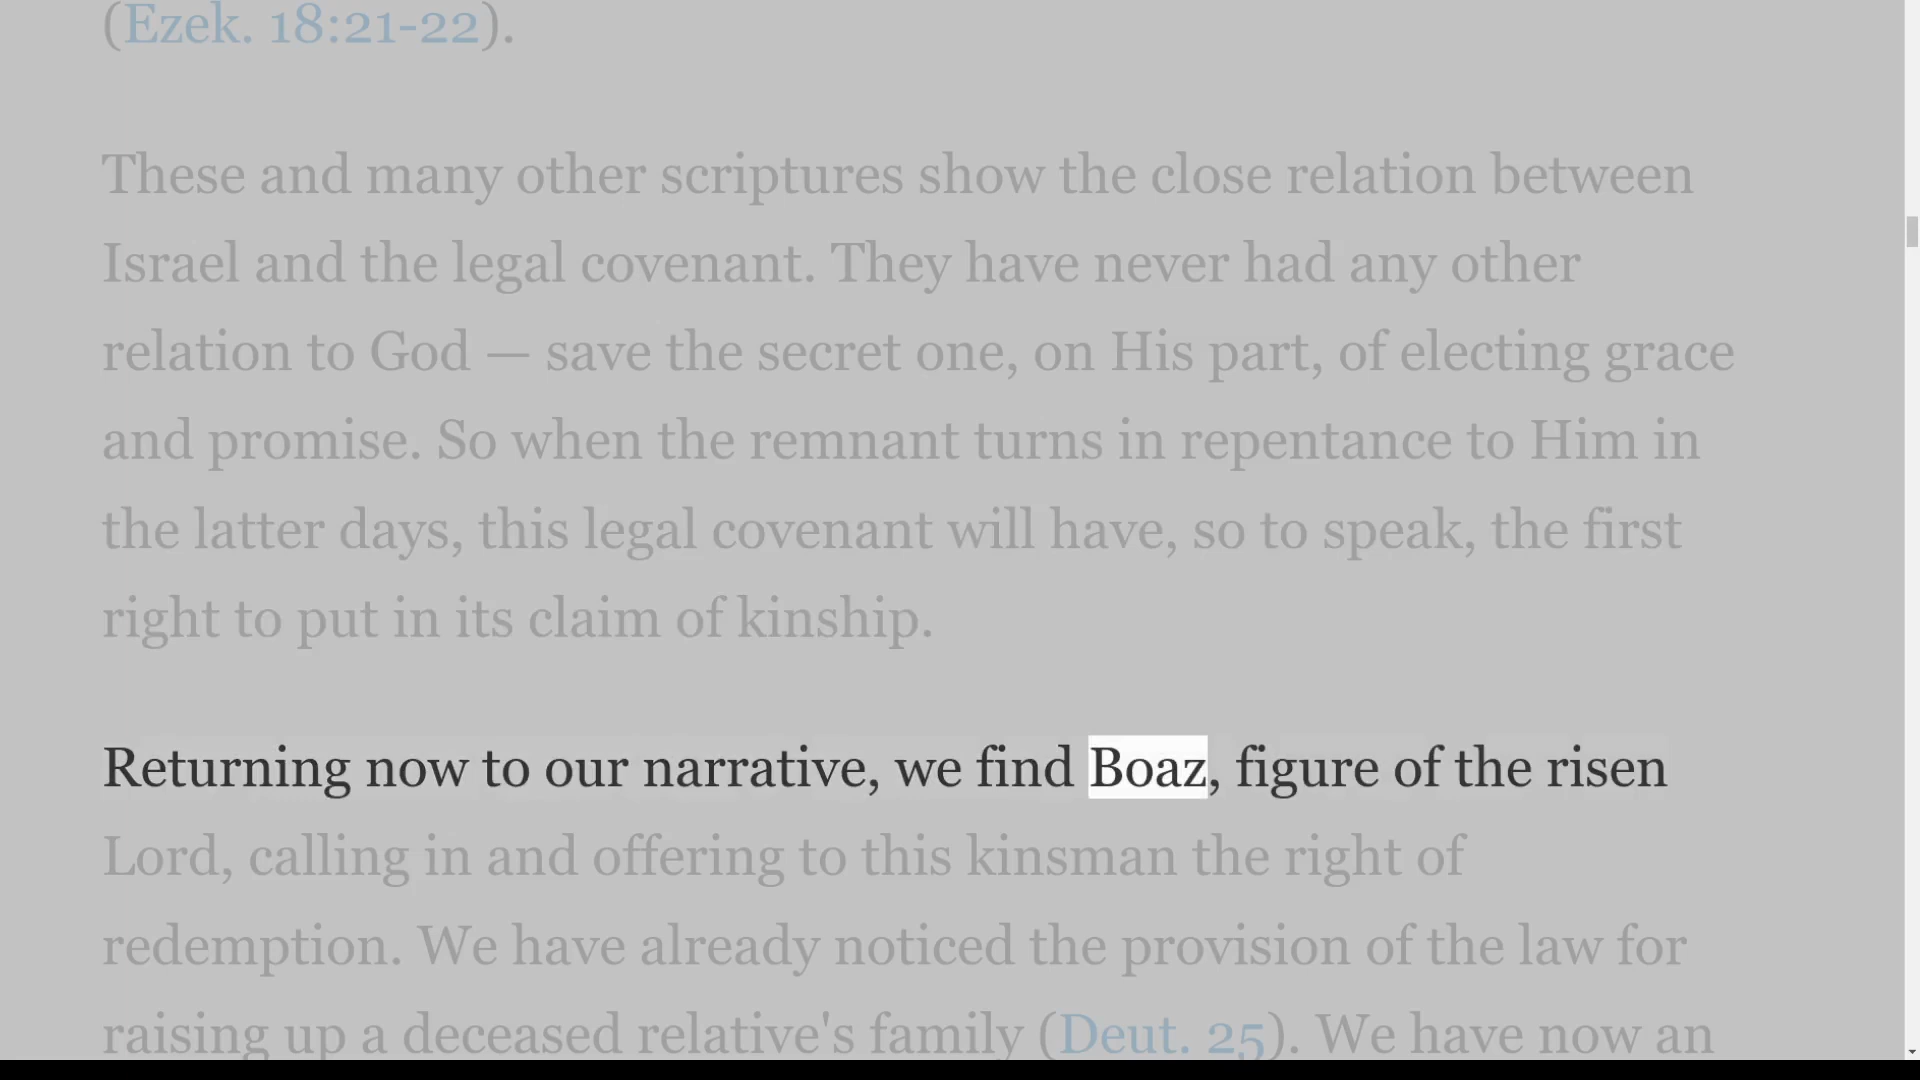 (Ezek. 18:21-22).
These and many other scriptures show the close relation between
Israel and the legal covenant. They have never had any other
relation to God — save the secret one, on His part, of electing grace
and promise. So when the remnant turns in repentance to Him in
the latter days, this legal covenant will have, so to speak, the first
right to put in its claim of kinship.
Returning now to our narrative, we find Boaz, figure of the risen
Lord, calling in and offering to this kinsman the right of
redemption. We have already noticed the provision of the law for
raising up a deceased relative's family (Deut. 25). We have now an